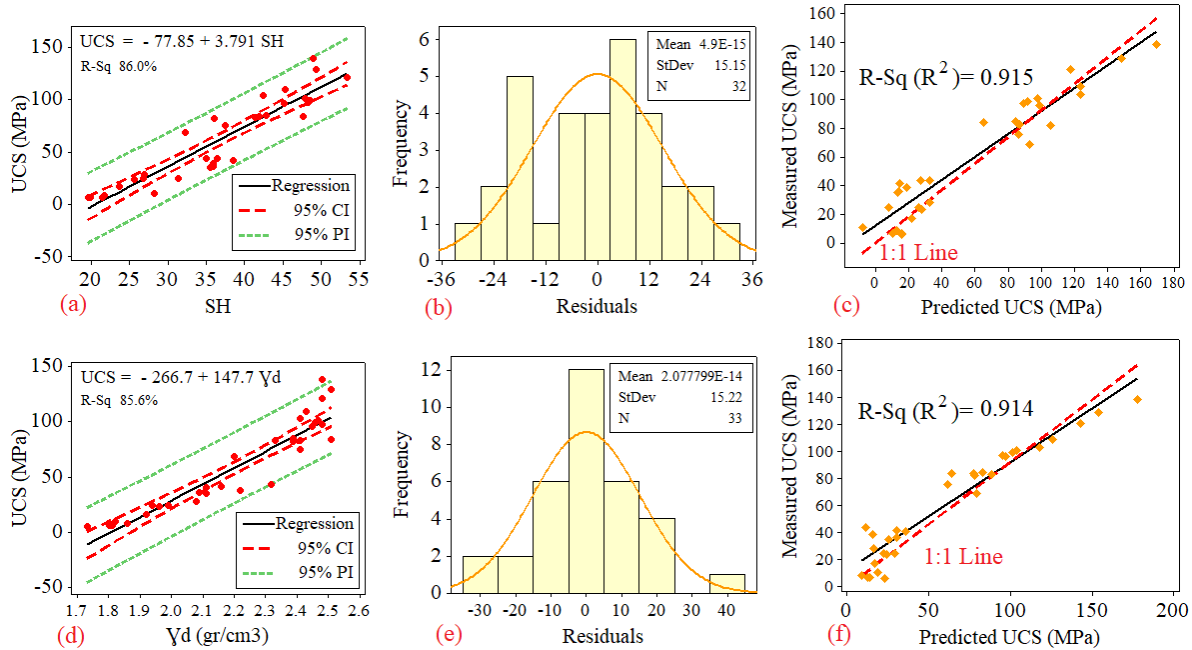 UCS = - 77.85 + 3.791 SH
R-Sq 86.0%
150
100
50
0
-50
UCS (MPa)
Regression
95% CI
95% PI
20 25 30 35 40 45 50 55
SH
(a)
6
5
4
3
2
1
0
Frequency
Mean 4.9E-15
StDev 15.15
N 32
-36 -24 -12 0 12 24 36
Residuals
(b)
160
140
120
100
80
60
40
20
0
Measured UCS (MPa)
R-Sq (R²)= 0.915
1:1 Line
0 20 40 60 80 100 120 140 160 180
Predicted UCS (MPa)
(c)
UCS = - 266.7 + 147.7 Ɣd
R-Sq 85.6%
150
100
50
0
-50
UCS (MPa)
Regression
95% CI
95% PI
1.7 1.8 1.9 2.0 2.1 2.2 2.3 2.4 2.5 2.6
Ɣd (gr/cm3)
(d)
12
10
8
6
4
2
0
Frequency
Mean 2.077799E-14
StDev 15.22
N 33
-30 -20 -10 0 10 20 30 40
Residuals
(e)
160
140
120
100
80
60
40
20
0
Measured UCS (MPa)
R-Sq (R²)= 0.914
1:1 Line
0 50 100 150 200
Predicted UCS (MPa)
(f)